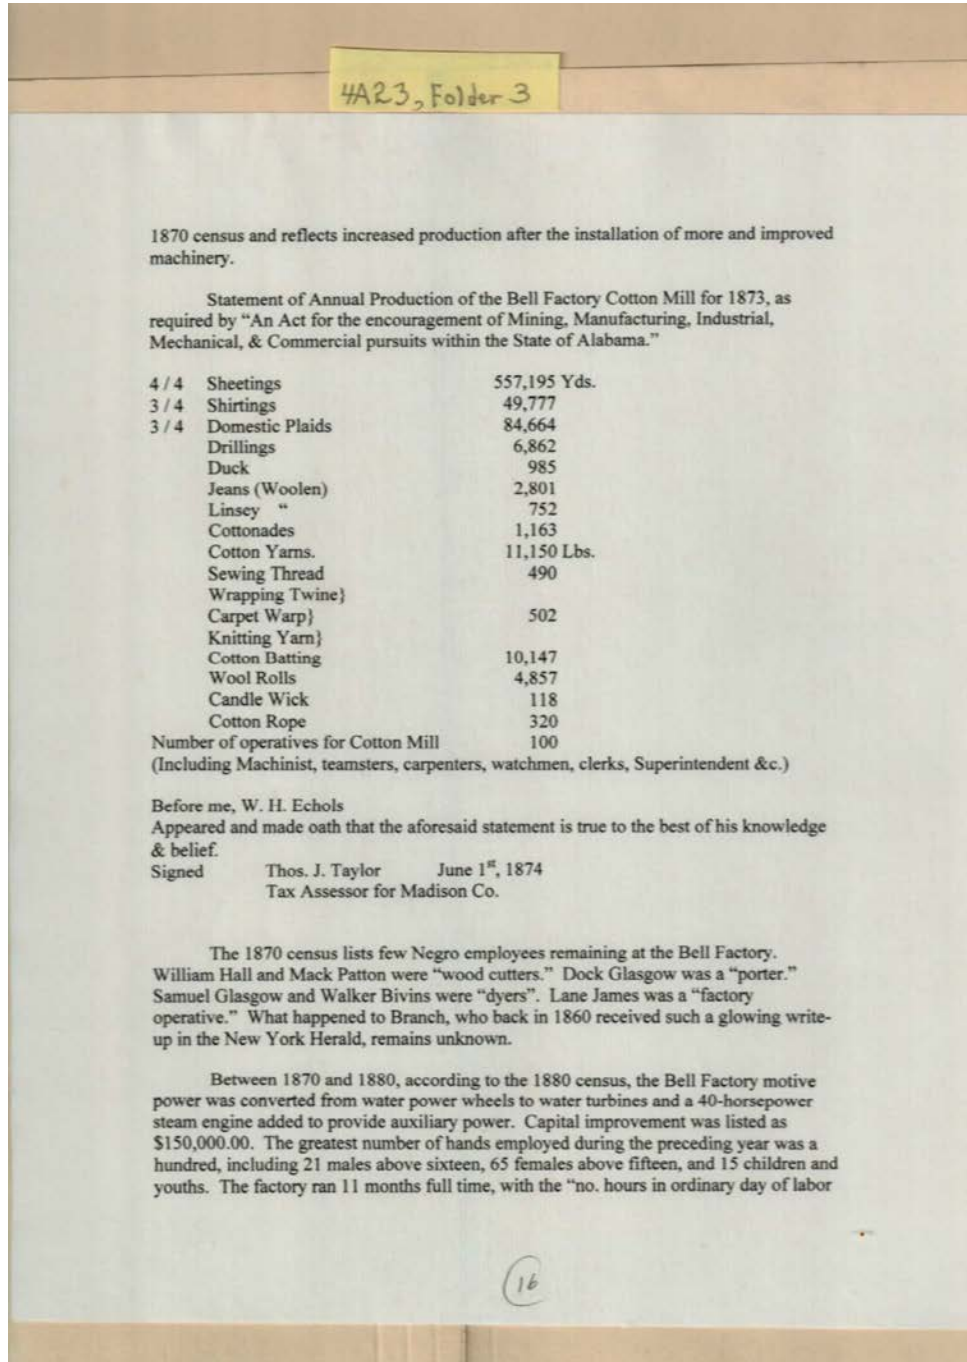 4A23, Folder 3
1870 census and reflects increased production after the installation of more and improved
machinery.
Statement of Annual Production of the Bell Factory Cotton Mill for 1873, as
required by “An Act for the encouragement of Mining, Manufacturing, Industrial,
Mechanical, & Commercial pursuits within the State of Alabama.”
4 / 4 Sheetings 557,195 Yds.
3 / 4 Shirtings 49,777
3 / 4 Domestic Plaids 84,664
Drillings 6,862
Duck 985
Jeans (Woolen) 2,801
Linsey “ 752
Cottonades 1,163
Cotton Yarns. 11,150 Lbs.
Sewing Thread 490
Wrapping Twine}
Carpet Warp} 502
Knitting Yarn}
Cotton Batting 10,147
Wool Rolls 4,857
Candle Wick 118
Cotton Rope 320
Number of operatives for Cotton Mill 100
(Including Machinist, teamsters, carpenters, watchmen, clerks, Superintendent &c.)
Before me, W. H. Echols
Appeared and made oath that the aforesaid statement is true to the best of his knowledge
& belief.
Signed Thos. J. Taylor June 1st, 1874
Tax Assessor for Madison Co.
The 1870 census lists few Negro employees remaining at the Bell Factory.
William Hall and Mack Patton were “wood cutters.” Dock Glasgow was a “porter.”
Samuel Glasgow and Walker Bivins were “dyers”. Lane James was a “factory
operative.” What happened to Branch, who back in 1860 received such a glowing write-
up in the New York Herald, remains unknown.
Between 1870 and 1880, according to the 1880 census, the Bell Factory motive
power was converted from water power wheels to water turbines and a 40-horsepower
steam engine added to provide auxiliary power. Capital improvement was listed as
$150,000.00. The greatest number of hands employed during the preceding year was a
hundred, including 21 males above sixteen, 65 females above fifteen, and 15 children and
youths. The factory ran 11 months full time, with the “no. hours in ordinary day of labor
16